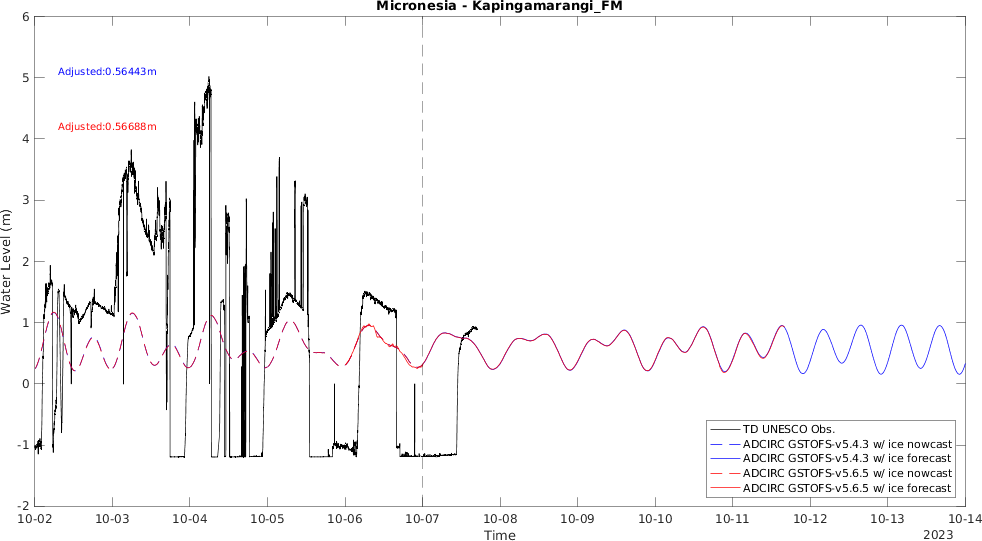 Micronesia - Kapingamarangi_FM
Adjusted:0.56443m
Adjusted:0.56688m
Water Level (m)
6
5
4
3
2
1
0
-1
-2
10-02 10-03 10-04 10-05 10-06 10-07 10-08 10-09 10-10 10-11 10-12 10-13 10-14
Time
2023
TD UNESCO Obs.
ADCIRC GSTOFS-v5.4.3 w/ ice nowcast
ADCIRC GSTOFS-v5.4.3 w/ ice forecast
ADCIRC GSTOFS-v5.6.5 w/ ice nowcast
ADCIRC GSTOFS-v5.6.5 w/ ice forecast